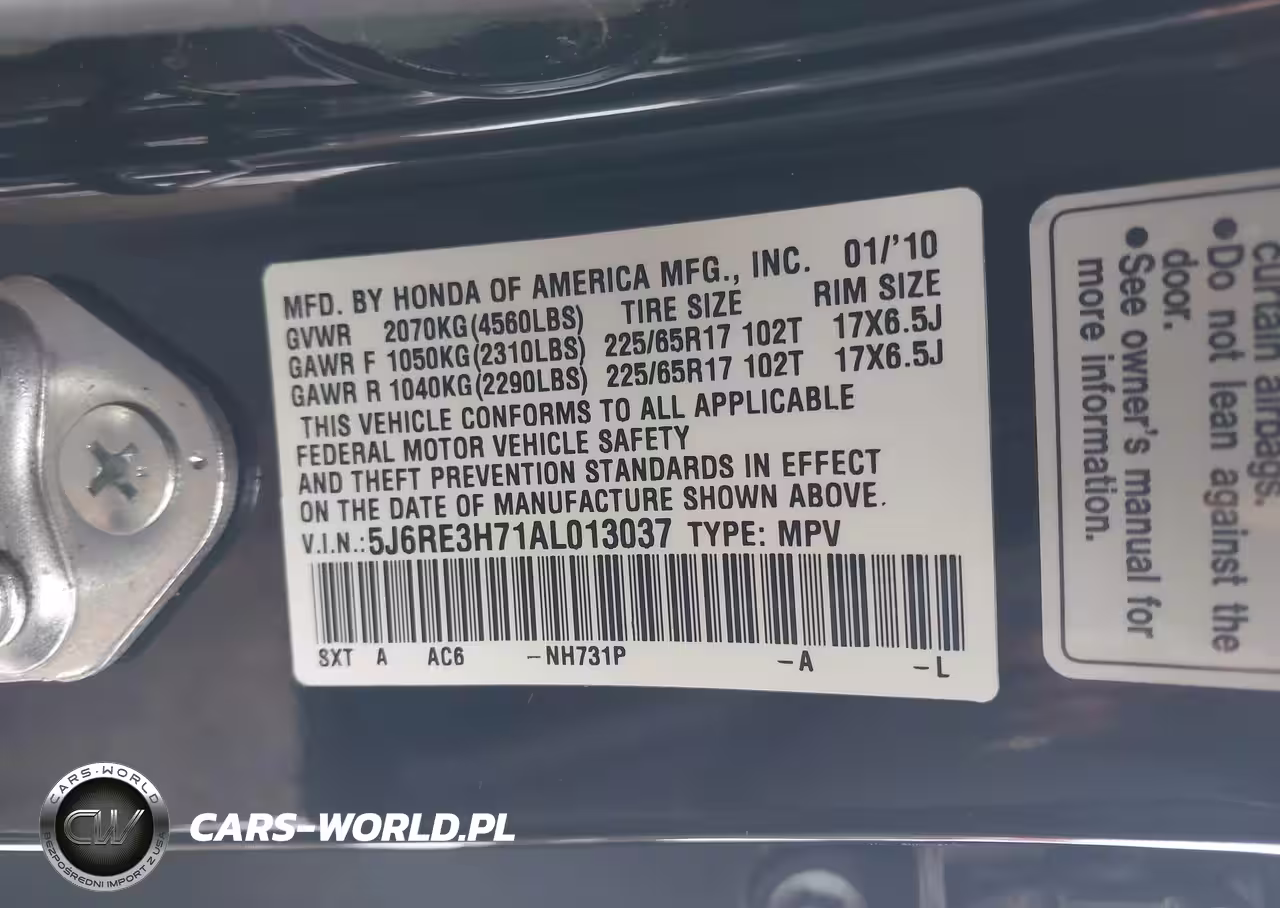 MFD. BY HONDA OF AMERICA MFG., INC. 01/'10
GVWR 2070KG(4560LBS) TIRE SIZE RIM SIZE
GAWR F 1050KG(2310LBS) 225/65R17 102T 17X6.5J
GAWR R 1040KG(2290LBS) 225/65R17 102T 17X6.5J
THIS VEHICLE CONFORMS TO ALL APPLICABLE
FEDERAL MOTOR VEHICLE SAFETY
AND THEFT PREVENTION STANDARDS IN EFFECT
ON THE DATE OF MANUFACTURE SHOWN ABOVE.
V.I.N.: 5J6RE3H71AL013037 TYPE: MPV
SXT A AC6 -NH731P -A -L
curtain airbags.
●Do not lean against the
door.
●See owner's manual for
more information.
CARS-WORLD
CW
BEZPOŚREDNI IMPORT Z USA
CARS-WORLD.PL